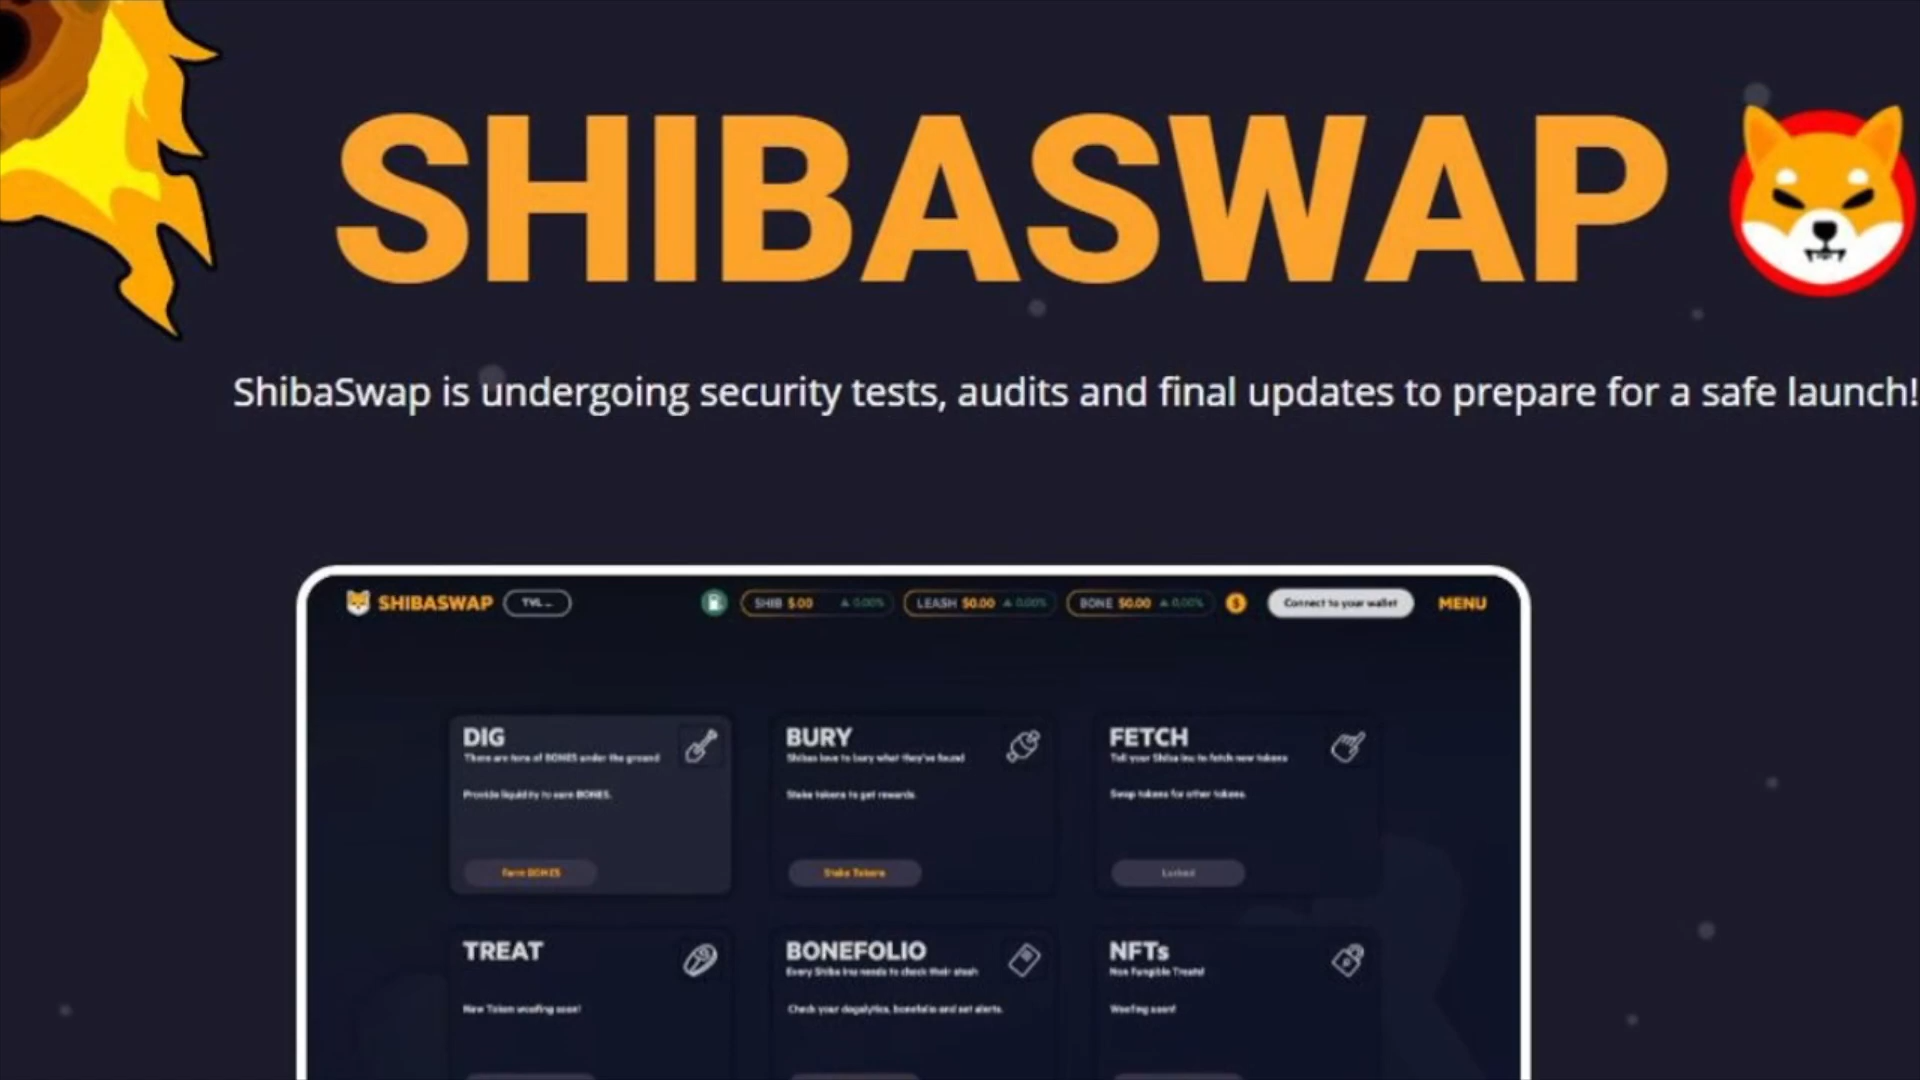 SHIBASWAP
ShibaSwap is undergoing security tests, audits and final updates to prepare for a safe launch!
SHIBASWAP TVL SHIB $.00 ▲ 0.00% LEASH $0.00 ▲ 0.00% BONE $0.00 ▲ 0.00% $ Connect to your wallet MENU
DIG BURY FETCH
There are tons of BONES under the ground Shibas love to bury what they've found Tell your Shiba Inu to fetch new tokens
Provide liquidity to earn BONES. Stake tokens to get rewards. Swap tokens for other tokens.
Farm BONES Stake Tokens Locked
TREAT BONEFOLIO NFTs
Every Shiba Inu needs to check their stash Non Fungible Treats!
New Token woofing soon! Check your dogalytics, bonefolio and set alerts. Woofing soon!